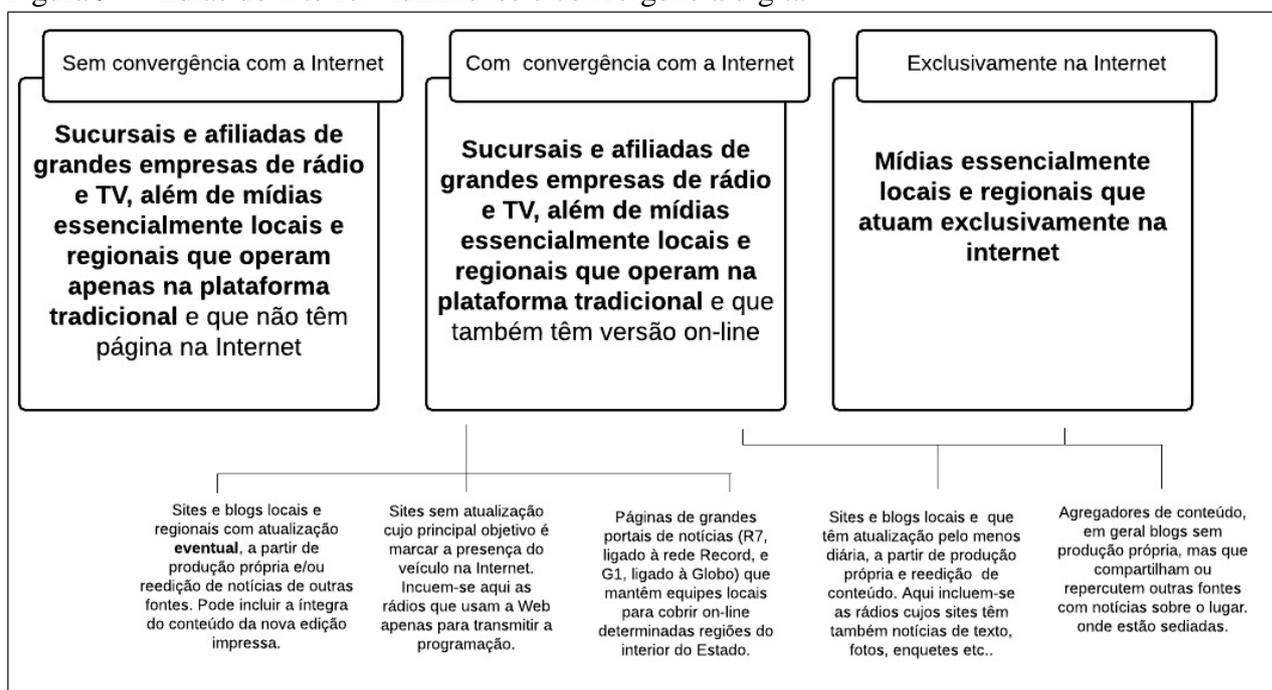 Sem convergência com a Internet
Sucursais e afiliadas de
grandes empresas de rádio
e TV, além de mídias
essencialmente locais e
regionais que operam
apenas na plataforma
tradicional e que não têm
página na Internet
Com convergência com a Internet
Sucursais e afiliadas de
grandes empresas de rádio
e TV, além de mídias
essencialmente locais e
regionais que operam na
plataforma tradicional e que
também têm versão on-line
Exclusivamente na Internet
Mídias essencialmente
locais e regionais que
atuam exclusivamente na
internet
Sites e blogs locais e
regionais com atualização
eventual, a partir de
produção própria e/ou
reedição de notícias de outras
fontes. Pode incluir a íntegra
do conteúdo da nova edição
impressa.
Sites sem atualização
cujo principal objetivo é
marcar a presença do
veículo na Internet.
Incuem-se aqui as
rádios que usam a Web
apenas para transmitir a
programação.
Páginas de grandes
portais de notícias (R7,
ligado à rede Record, e
G1, ligado à Globo) que
mantêm equipes locais
para cobrir on-line
determinadas regiões do
interior do Estado.
Sites e blogs locais e que
têm atualização pelo menos
diária, a partir de produção
própria e reedição de
conteúdo. Aqui incluem-se
as rádios cujos sites têm
também notícias de texto,
fotos, enquetes etc..
Agregadores de conteúdo,
em geral blogs sem
produção própria, mas que
compartilham ou
repercutem outras fontes
com notícias sobre o lugar.
onde estão sediadas.